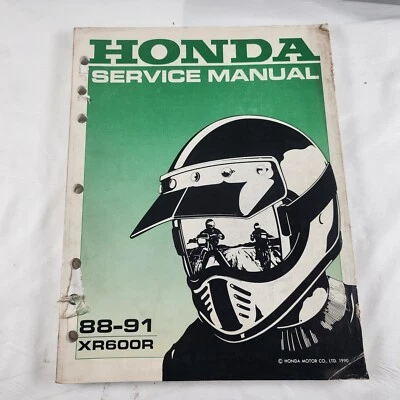 HONDA
SERVICE MANUAL
88-91
XR600R
© HONDA MOTOR CO., LTD. 1990